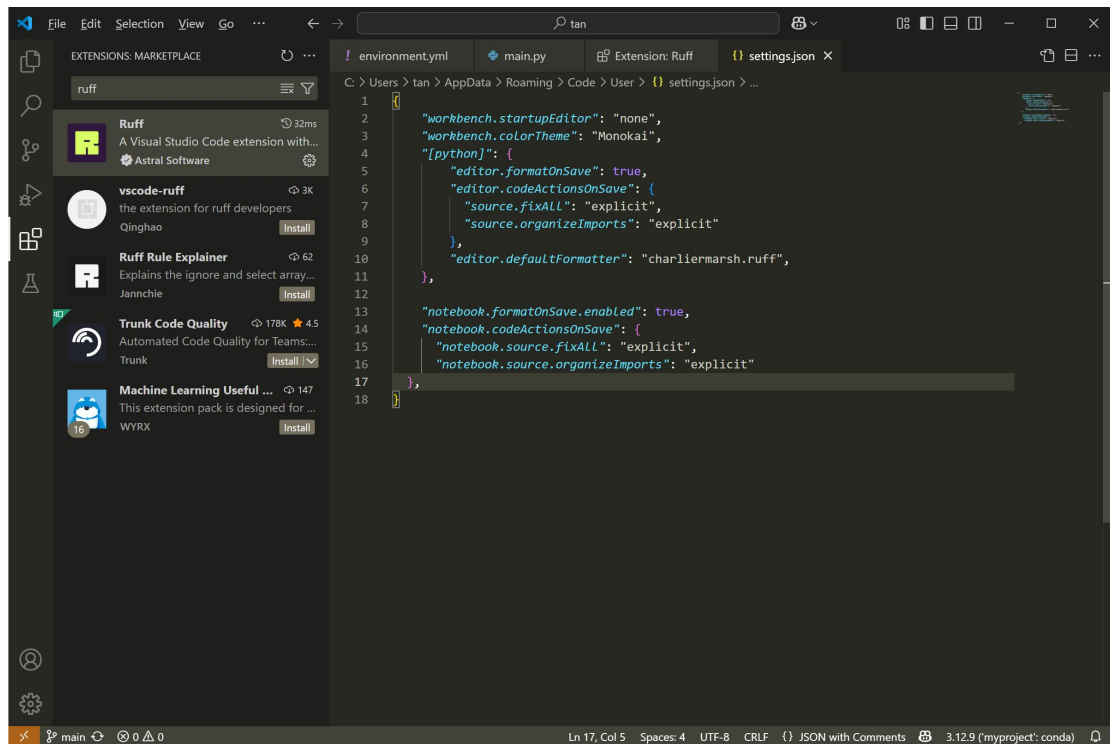 File Edit Selection View Go ··· tan
EXTENSIONS: MARKETPLACE
ruff
Ruff 32ms
A Visual Studio Code extension with...
Astral Software
vscode-ruff 3K
the extension for ruff developers
Qinghao Install
Ruff Rule Explainer 62
Explains the ignore and select array...
Jannchie Install
Trunk Code Quality 178K 4.5
Automated Code Quality for Teams:...
Trunk Install
Machine Learning Useful ... 147
This extension pack is designed for ...
16 WYRX Install
! environment.yml main.py Extension: Ruff {} settings.json
C: > Users > tan > AppData > Roaming > Code > User > {} settings.json > ...
1 {
2 "workbench.startupEditor": "none",
3 "workbench.colorTheme": "Monokai",
4 "[python]": {
5 "editor.formatOnSave": true,
6 "editor.codeActionsOnSave": {
7 "source.fixAll": "explicit",
8 "source.organizeImports": "explicit"
9 },
10 "editor.defaultFormatter": "charliermarsh.ruff",
11 },
12
13 "notebook.formatOnSave.enabled": true,
14 "notebook.codeActionsOnSave": {
15 "notebook.source.fixAll": "explicit",
16 "notebook.source.organizeImports": "explicit"
17 },
18 }
main 0 0 Ln 17, Col 5 Spaces: 4 UTF-8 CRLF {} JSON with Comments 3.12.9 ('myproject': conda)